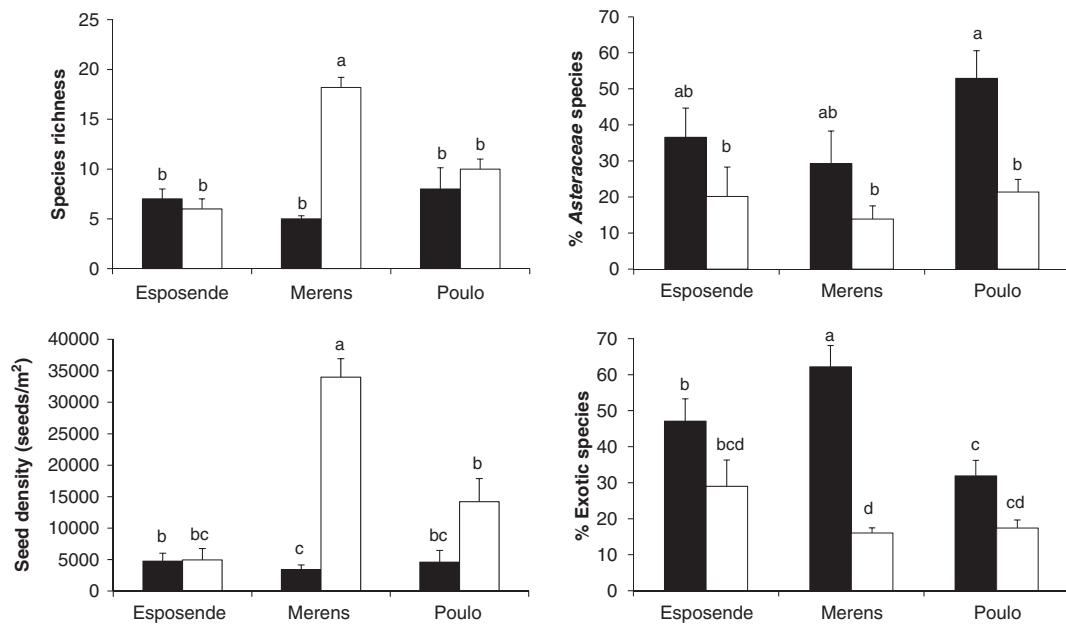 Species richness
25
20
15
10
5
0
b
b
b
a
b
b
Esposende
Merens
Poulo
% Asteraceae species
70
60
50
40
30
20
10
0
ab
b
ab
b
a
b
Esposende
Merens
Poulo
Seed density (seeds/m²)
40000
35000
30000
25000
20000
15000
10000
5000
0
b
bc
c
a
bc
b
Esposende
Merens
Poulo
% Exotic species
70
60
50
40
30
20
10
0
b
bcd
a
d
c
cd
Esposende
Merens
Poulo